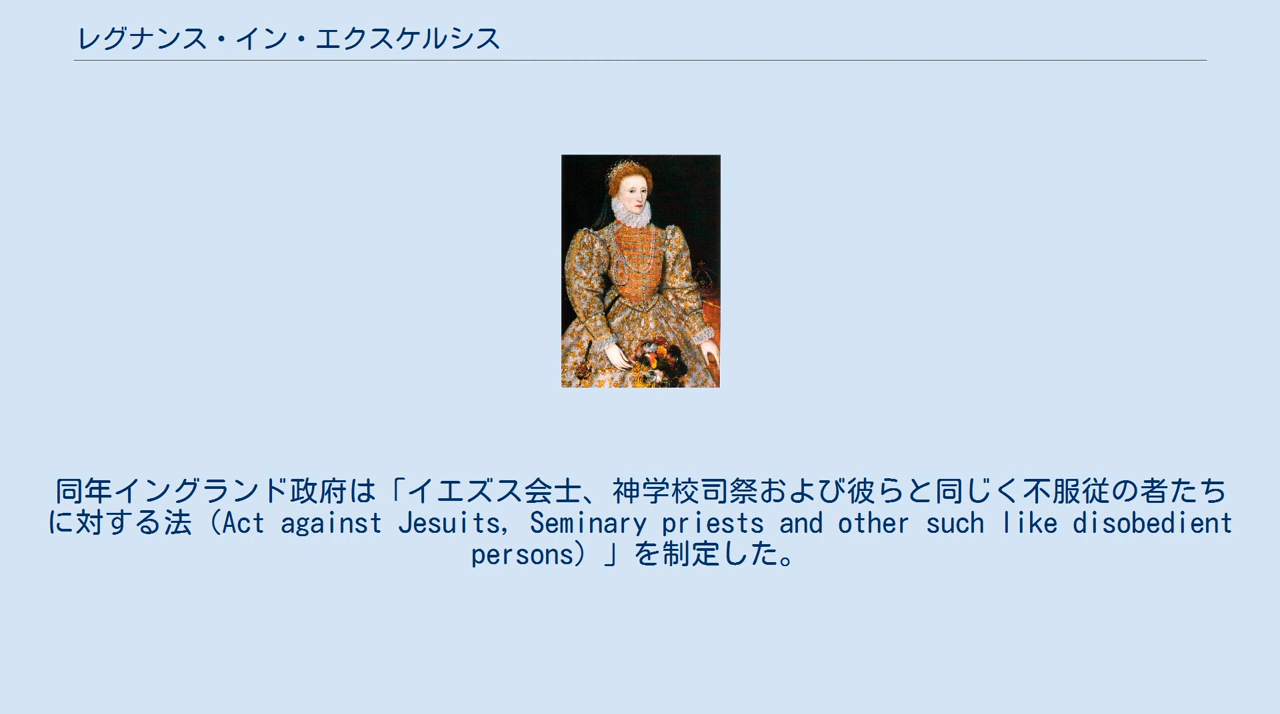 レグナンス・イン・エクスケルシス
同年イングランド政府は「イエズス会士、神学校司祭および彼らと同じく不服従の者たち
に対する法（Act against Jesuits, Seminary priests and other such like disobedient
persons）」を制定した。